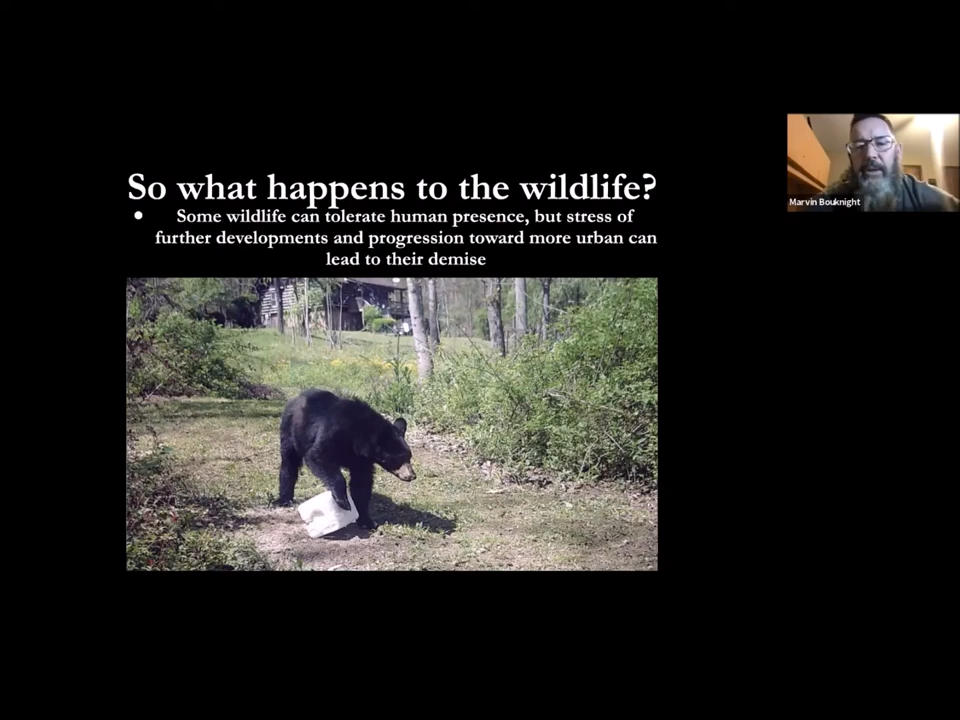 So what happens to the wildlife?
• Some wildlife can tolerate human presence, but stress of
further developments and progression toward more urban can
lead to their demise
Marvin Bouknight